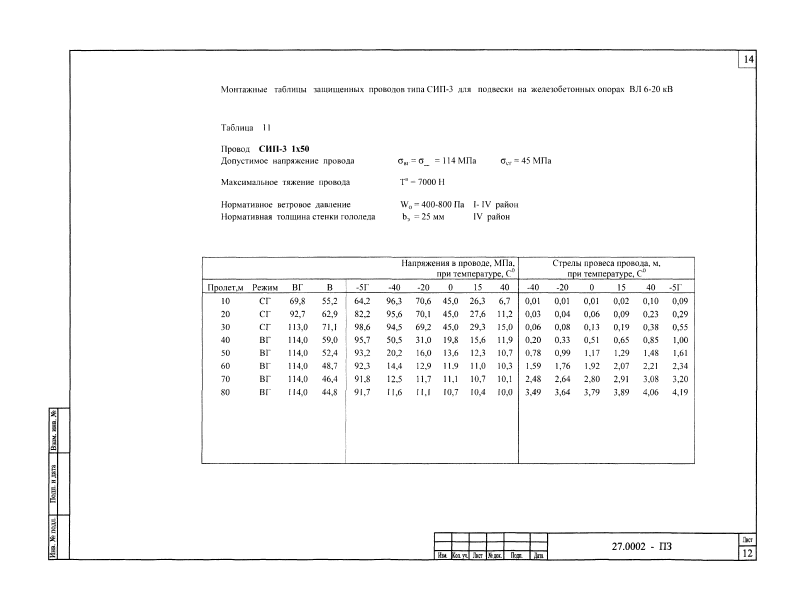 14
Монтажные таблицы защищенных проводов типа СИП-3 для подвески на железобетонных опорах ВЛ 6-20 кВ
Таблица 11
Провод СИП-3 1х50
Допустимое напряжение провода σвг = σ_ = 114 МПа σсг = 45 МПа
Максимальное тяжение провода Тн = 7000 Н
Нормативное ветровое давление W₀ = 400-800 Па I- IV район
Нормативная толщина стенки гололеда bэ = 25 мм IV район
Напряжения в проводе, МПа, Стрелы провеса провода, м,
при температуре, С⁰ при температуре, С⁰
Пролет,м Режим ВГ В -5Г -40 -20 0 15 40 -40 -20 0 15 40 -5Г
10 СГ 69,8 55,2 64,2 96,3 70,6 45,0 26,3 6,7 0,01 0,01 0,01 0,02 0,10 0,09
20 СГ 92,7 62,9 82,2 95,6 70,1 45,0 27,6 11,2 0,03 0,04 0,06 0,09 0,23 0,29
30 СГ 113,0 71,1 98,6 94,5 69,2 45,0 29,3 15,0 0,06 0,08 0,13 0,19 0,38 0,55
40 ВГ 114,0 59,0 95,7 50,5 31,0 19,8 15,6 11,9 0,20 0,33 0,51 0,65 0,85 1,00
50 ВГ 114,0 52,4 93,2 20,2 16,0 13,6 12,3 10,7 0,78 0,99 1,17 1,29 1,48 1,61
60 ВГ 114,0 48,7 92,3 14,4 12,9 11,9 11,0 10,3 1,59 1,76 1,92 2,07 2,21 2,34
70 ВГ 114,0 46,4 91,8 12,5 11,7 11,1 10,7 10,1 2,48 2,64 2,80 2,91 3,08 3,20
80 ВГ 114,0 44,8 91,7 11,6 11,1 10,7 10,4 10,0 3,49 3,64 3,79 3,89 4,06 4,19
Взам. инв. №
Подп. и дата
Инв. № подл.
Изм. Кол. уч. Лист № док. Подп. Дата
27.0002 - ПЗ
Лист
12